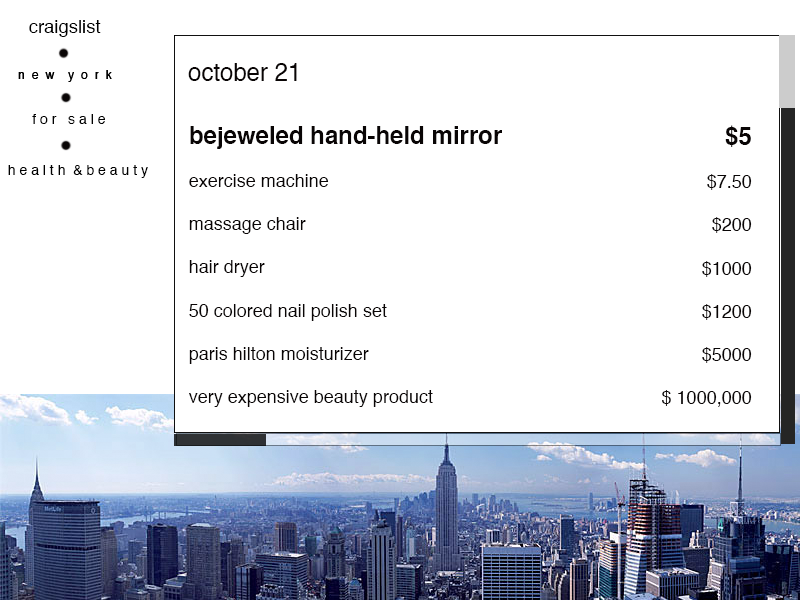 craigslist
new york
for sale
health & beauty
october 21
bejeweled hand-held mirror $5
exercise machine $7.50
massage chair $200
hair dryer $1000
50 colored nail polish set $1200
paris hilton moisturizer $5000
very expensive beauty product $ 1000,000
MetLife